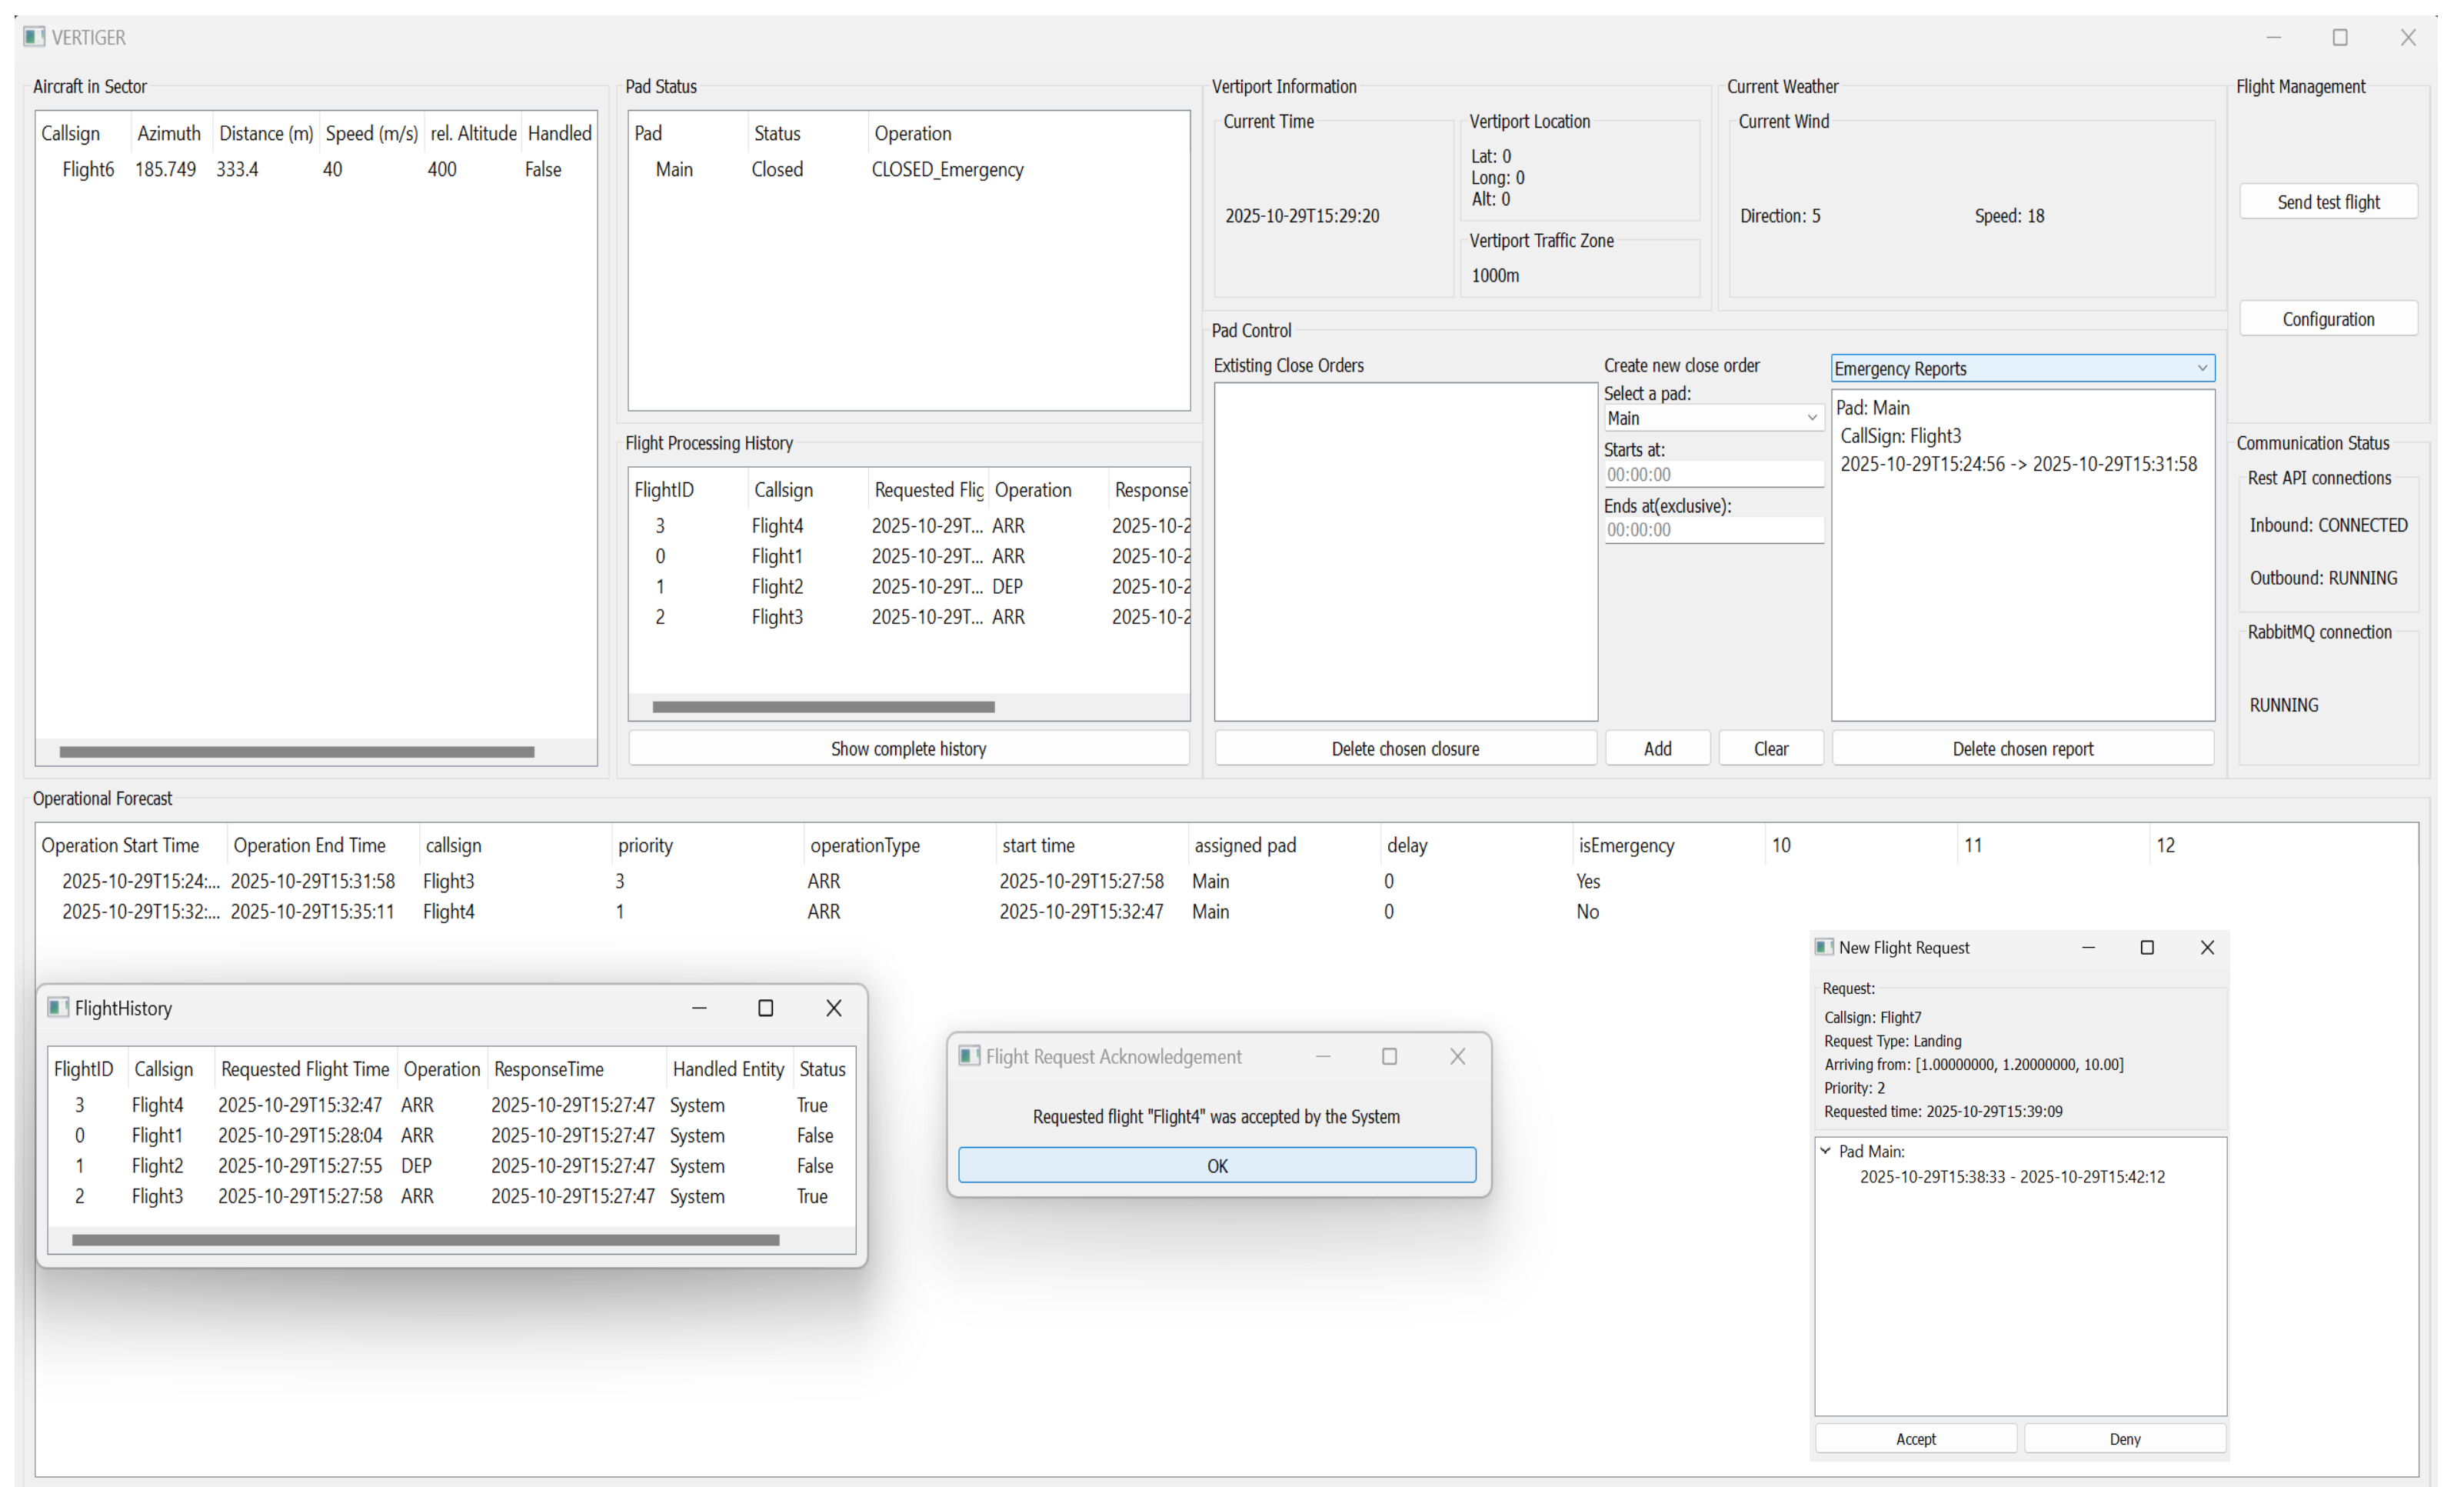 VERTIGER
Aircraft in Sector
Callsign Azimuth Distance (m) Speed (m/s) rel. Altitude Handled
Flight6 185.749 333.4 40 400 False
Pad Status
Pad Status Operation
Main Closed CLOSED_Emergency
Flight Processing History
FlightID Callsign Requested Flig Operation Response
3 Flight4 2025-10-29T... ARR 2025-10-2
0 Flight1 2025-10-29T... ARR 2025-10-2
1 Flight2 2025-10-29T... DEP 2025-10-2
2 Flight3 2025-10-29T... ARR 2025-10-2
Show complete history
Vertiport Information
Current Time
2025-10-29T15:29:20
Vertiport Location
Lat: 0
Long: 0
Alt: 0
Vertiport Traffic Zone
1000m
Current Weather
Current Wind
Direction: 5 Speed: 18
Pad Control
Extisting Close Orders
Delete chosen closure
Create new close order
Select a pad:
Main
Starts at:
00:00:00
Ends at(exclusive):
00:00:00
Add Clear
Emergency Reports
Pad: Main
CallSign: Flight3
2025-10-29T15:24:56 -> 2025-10-29T15:31:58
Delete chosen report
Flight Management
Send test flight
Configuration
Communication Status
Rest API connections
Inbound: CONNECTED
Outbound: RUNNING
RabbitMQ connection
RUNNING
Operational Forecast
Operation Start Time Operation End Time callsign priority operationType start time assigned pad delay isEmergency 10 11 12
2025-10-29T15:24:... 2025-10-29T15:31:58 Flight3 3 ARR 2025-10-29T15:27:58 Main 0 Yes
2025-10-29T15:32:... 2025-10-29T15:35:11 Flight4 1 ARR 2025-10-29T15:32:47 Main 0 No
FlightHistory
FlightID Callsign Requested Flight Time Operation ResponseTime Handled Entity Status
3 Flight4 2025-10-29T15:32:47 ARR 2025-10-29T15:27:47 System True
0 Flight1 2025-10-29T15:28:04 ARR 2025-10-29T15:27:47 System False
1 Flight2 2025-10-29T15:27:55 DEP 2025-10-29T15:27:47 System False
2 Flight3 2025-10-29T15:27:58 ARR 2025-10-29T15:27:47 System True
Flight Request Acknowledgement
Requested flight "Flight4" was accepted by the System
OK
New Flight Request
Request:
Callsign: Flight7
Request Type: Landing
Arriving from: [1.00000000, 1.20000000, 10.00]
Priority: 2
Requested time: 2025-10-29T15:39:09
Pad Main:
2025-10-29T15:38:33 - 2025-10-29T15:42:12
Accept Deny